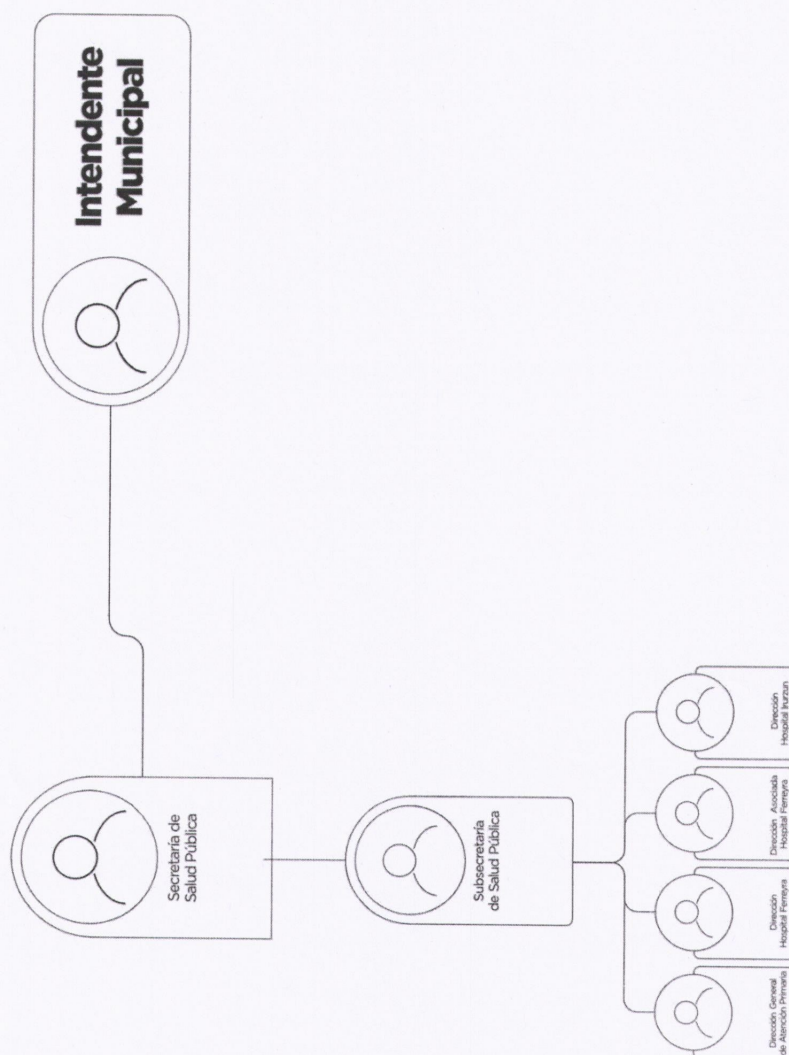 Intendente
Municipal
Secretaría de
Salud Pública
Subsecretaría
de Salud Pública
Dirección General
de Atención Primaria
Dirección
Hospital Ferreyra
Dirección Asociada
Hospital Ferreyra
Dirección
Hospital Irurzun